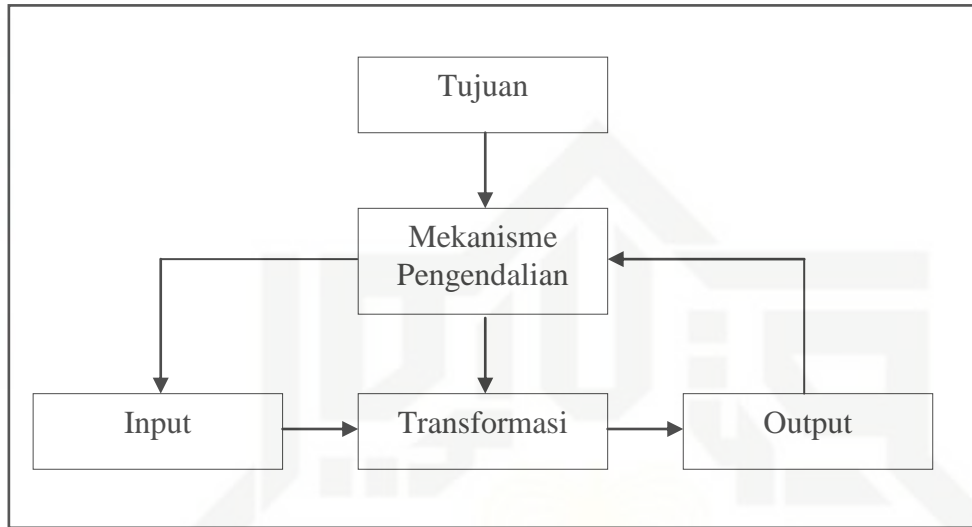 Tujuan
Mekanisme
Pengendalian
Input
Transformasi
Output